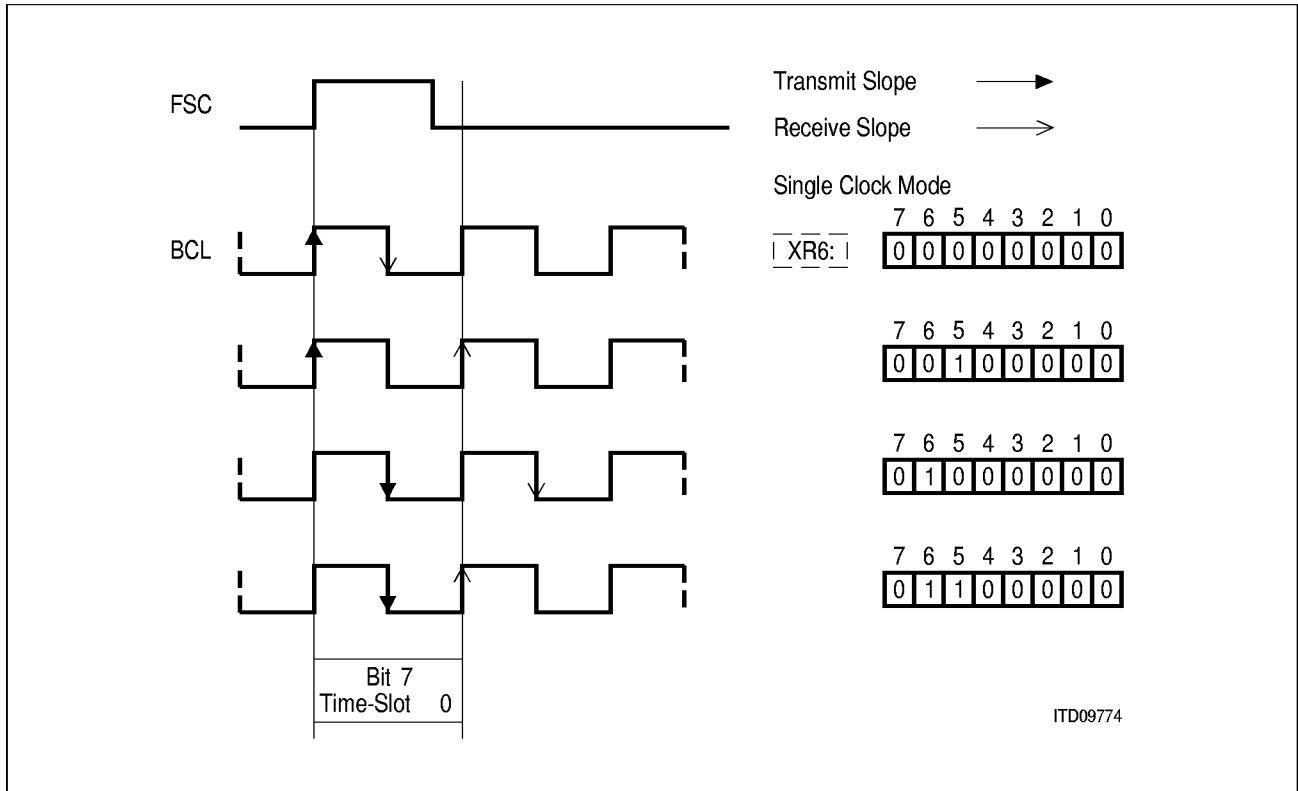 FSC
Transmit Slope
Receive Slope
Single Clock Mode
7 6 5 4 3 2 1 0
BCL
XR6: 0 0 0 0 0 0 0 0
7 6 5 4 3 2 1 0
0 0 1 0 0 0 0 0
7 6 5 4 3 2 1 0
0 1 0 0 0 0 0 0
7 6 5 4 3 2 1 0
0 1 1 0 0 0 0 0
Bit 7
Time-Slot 0
ITD09774